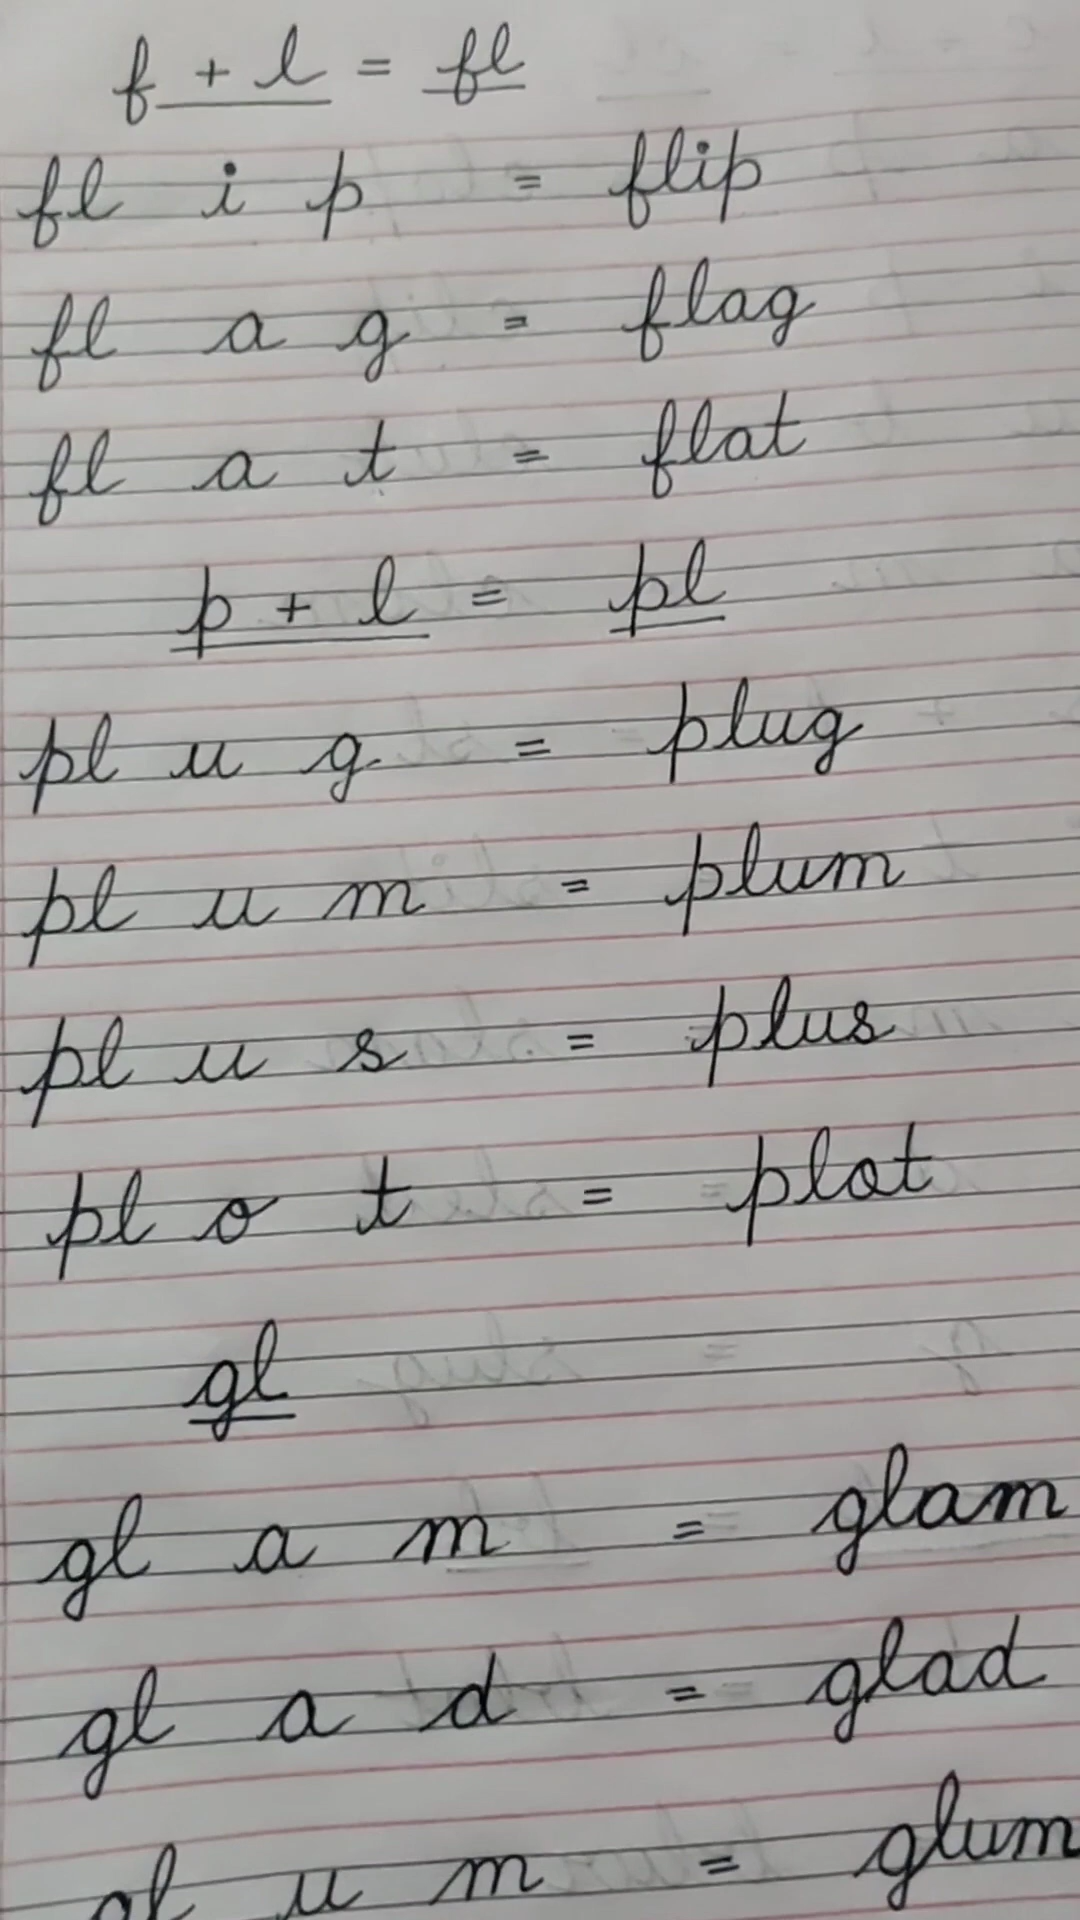 f + l = fl
fl i p = flip
fl a g = flag
fl a t = flat
p + l = pl
pl u g = plug
pl u m = plum
pl u s = plus
pl o t = plot
gl
gl a m = glam
gl a d = glad
gl u m = glum